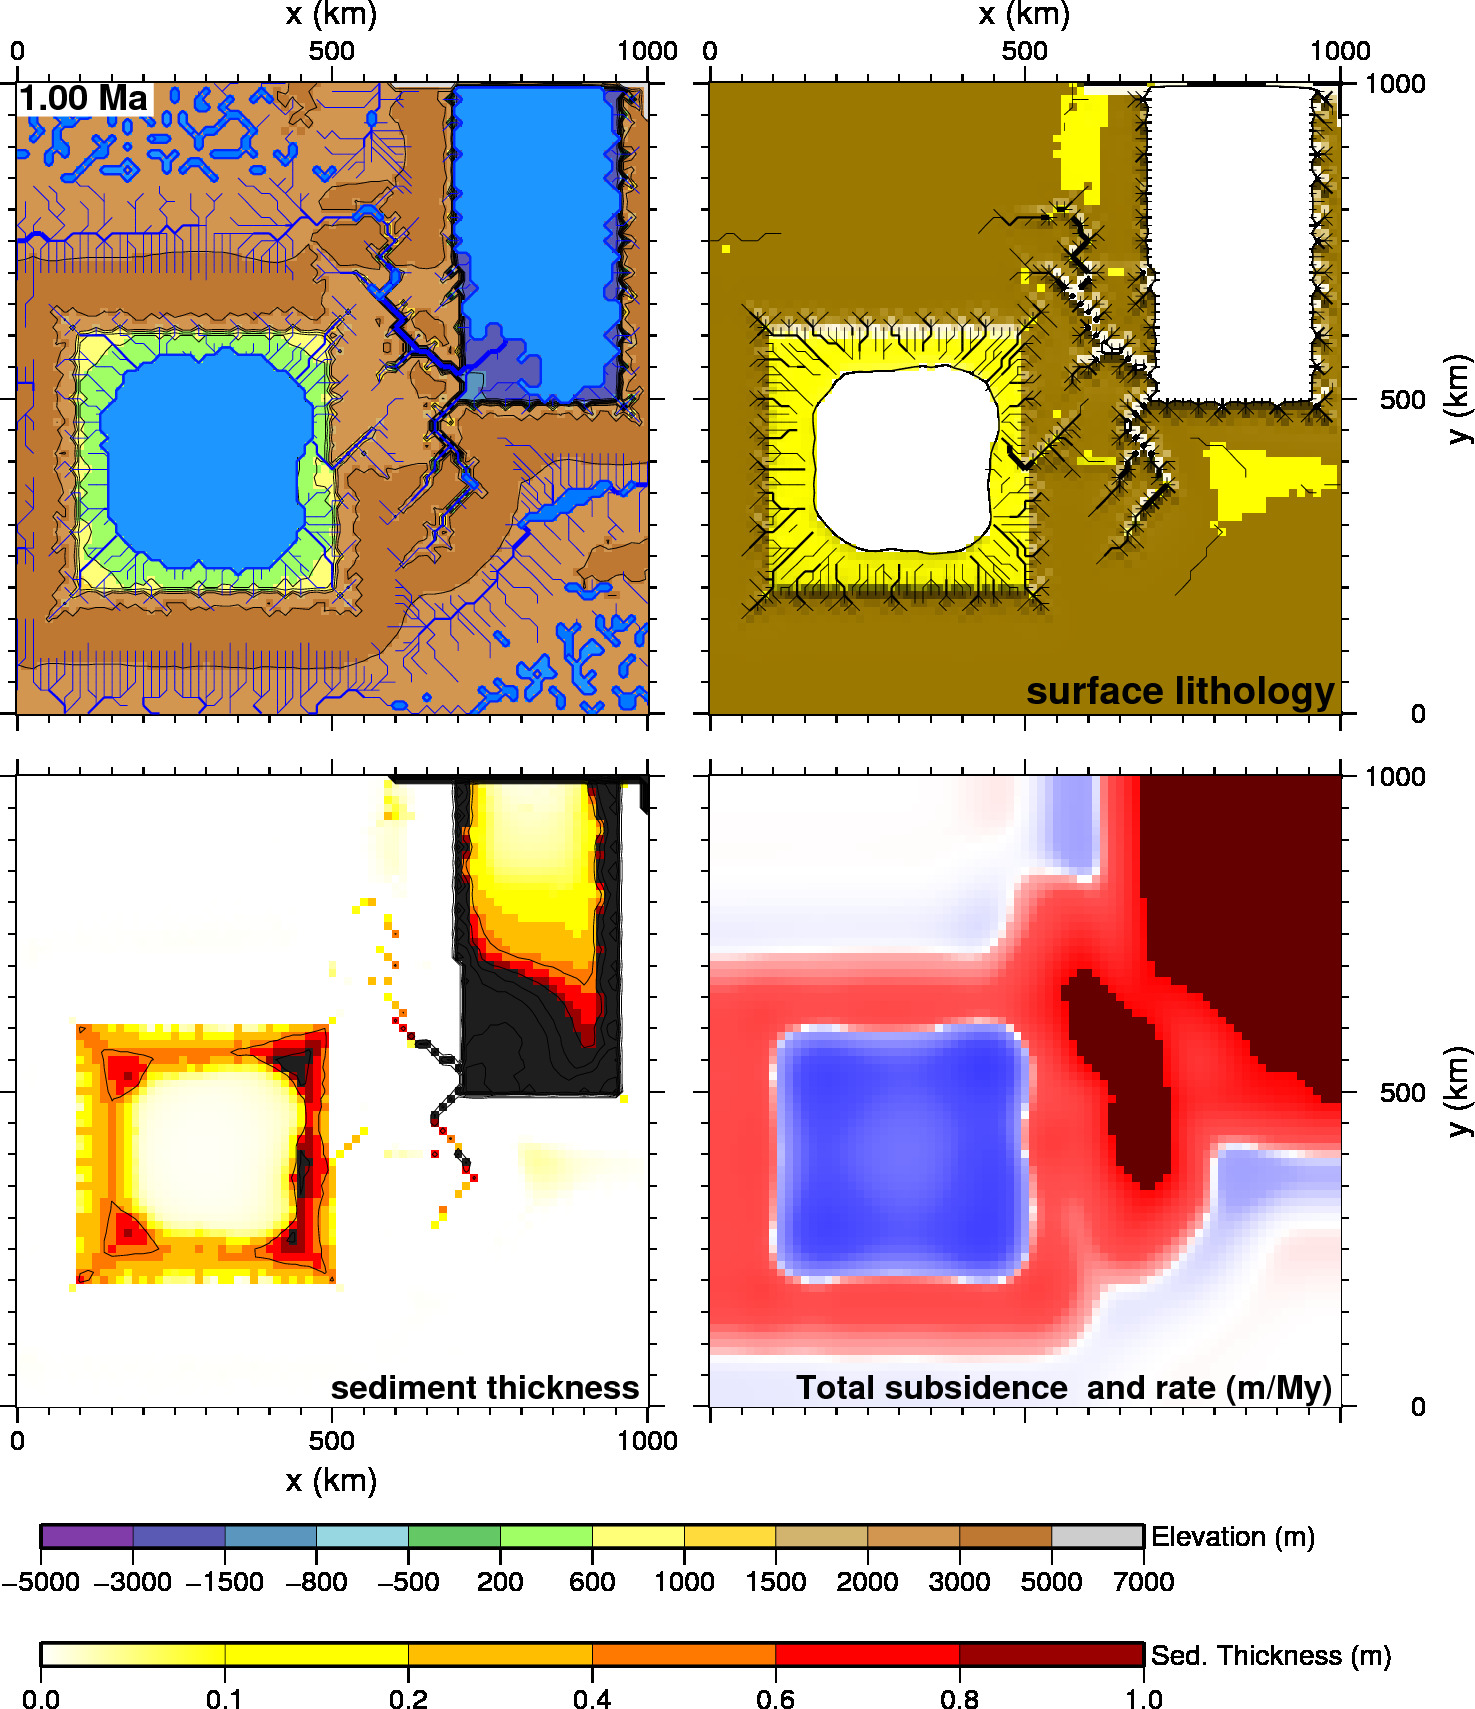 x (km)
x (km)
0 500 1000
0 500 1000
1.00 Ma
1000
500
y (km)
surface lithology
0
1000
500
y (km)
sediment thickness
Total subsidence and rate (m/My)
0
0 500 1000
x (km)
Elevation (m)
−5000 −3000 −1500 −800 −500 200 600 1000 1500 2000 3000 5000 7000
Sed. Thickness (m)
0.0 0.1 0.2 0.4 0.6 0.8 1.0